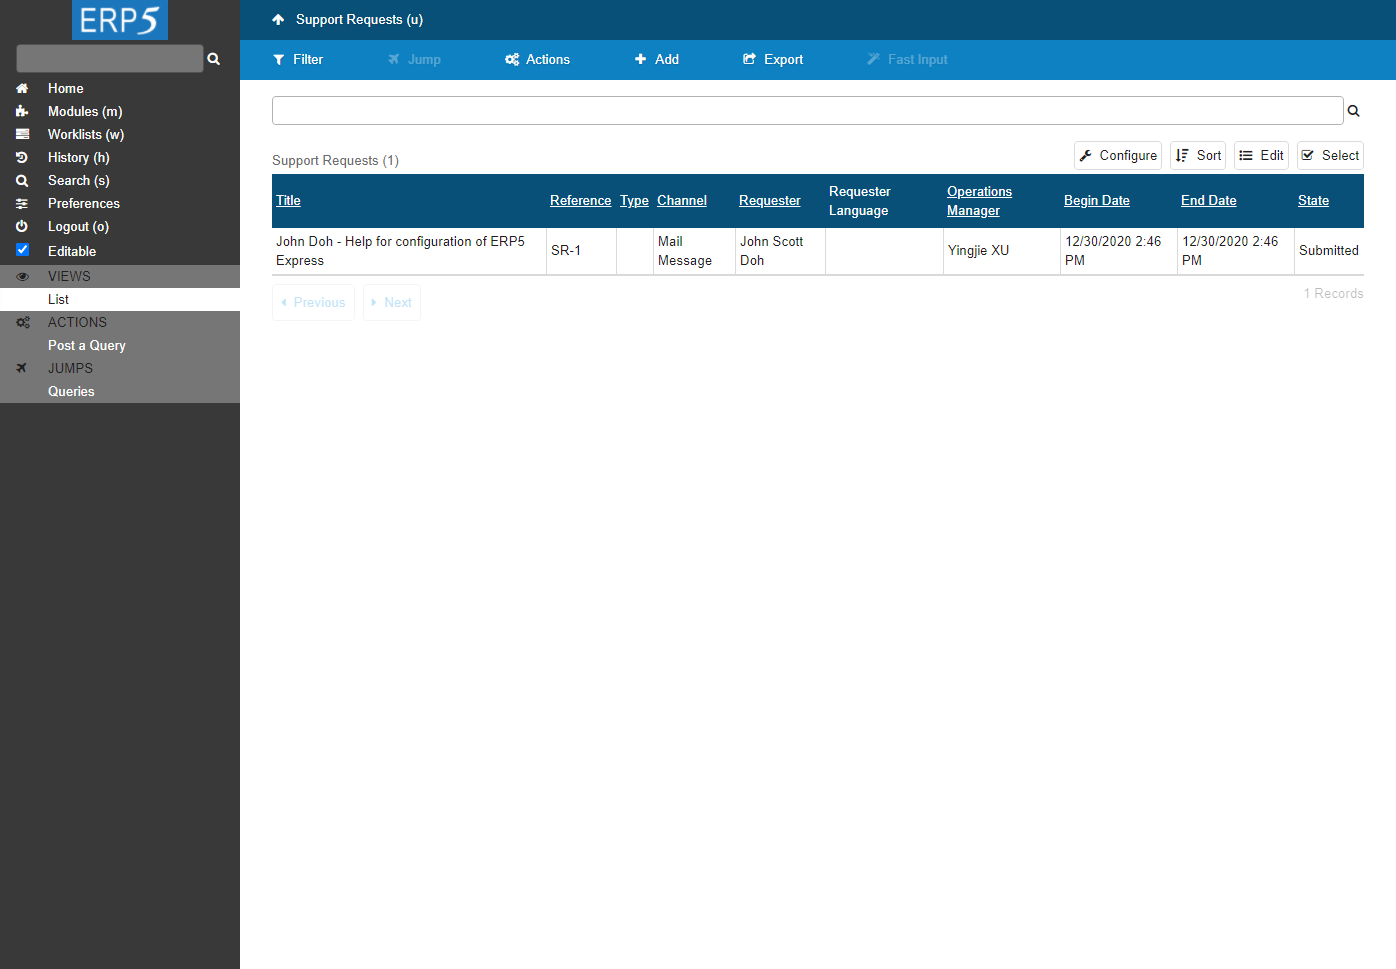 ERP5
Home
Modules (m)
Worklists (w)
History (h)
Search (s)
Preferences
Logout (o)
Editable
VIEWS
List
ACTIONS
Post a Query
JUMPS
Queries
Support Requests (u)
Filter Jump Actions Add Export Fast Input
Support Requests (1)
Configure Sort Edit Select
Title Reference Type Channel Requester Requester Language Operations Manager Begin Date End Date State
John Doh - Help for configuration of ERP5 Express SR-1 Mail Message John Scott Doh Yingjie XU 12/30/2020 2:46 PM 12/30/2020 2:46 PM Submitted
Previous Next
1 Records